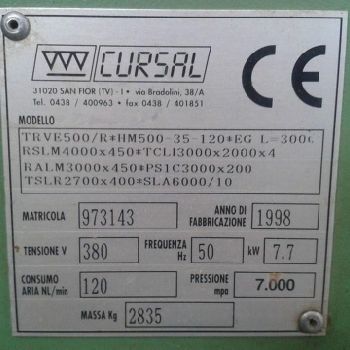 CURSAL
CE
31020 SAN FIOR (TV) - I • via Bradolini, 38/A
Tel. 0438 / 400963 • fax 0438 / 401851
MODELLO
TRVE500/R*HM500-35-120*EG L=3000
RSLM4000x450*TCLI3000x2000x4
RALM3000x450*PS1C3000x200
TSLR2700x400*SLA6000/10
MATRICOLA 973143 ANNO DI FABBRICAZIONE 1998
TENSIONE V 380 FREQUENZA Hz 50 kW 7.7
CONSUMO ARIA NL/min 120 PRESSIONE mpa 7.000
MASSA Kg 2835